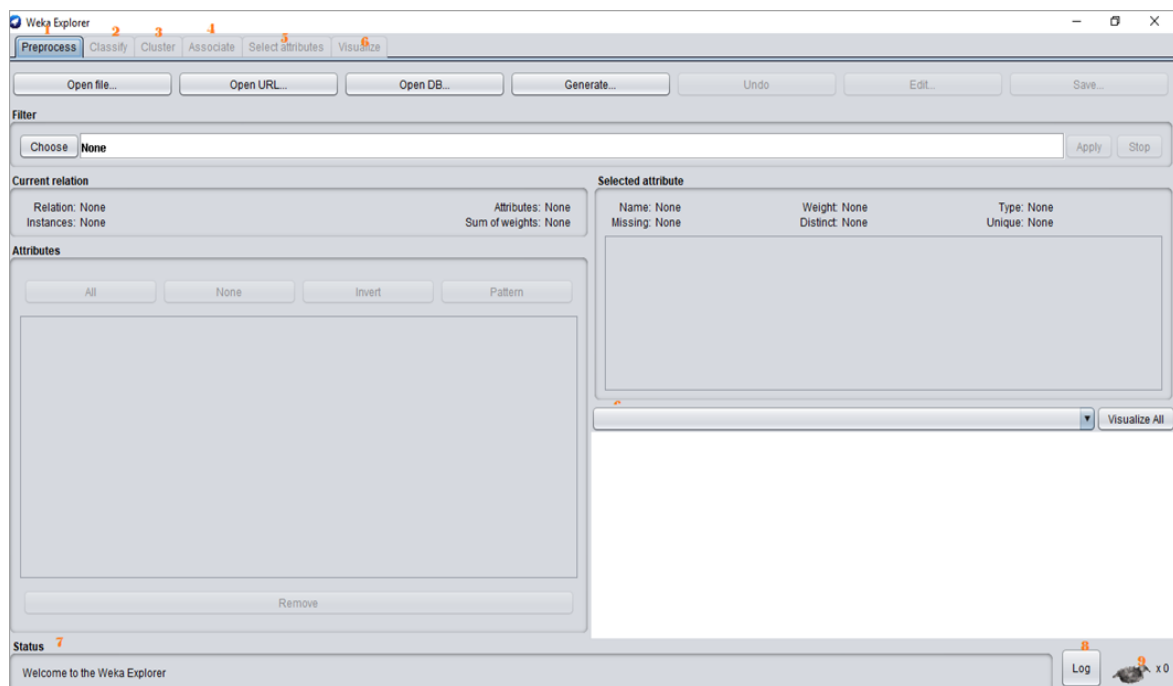 Weka Explorer
1 2 3 4 5 6
Preprocess Classify Cluster Associate Select attributes Visualize
Open file... Open URL... Open DB... Generate... Undo Edit... Save...
Filter
Choose None Apply Stop
Current relation
Relation: None Attributes: None
Instances: None Sum of weights: None
Selected attribute
Name: None Weight: None Type: None
Missing: None Distinct: None Unique: None
Attributes
All None Invert Pattern
Visualize All
Remove
Status 7
Welcome to the Weka Explorer
8
Log
9
x 0